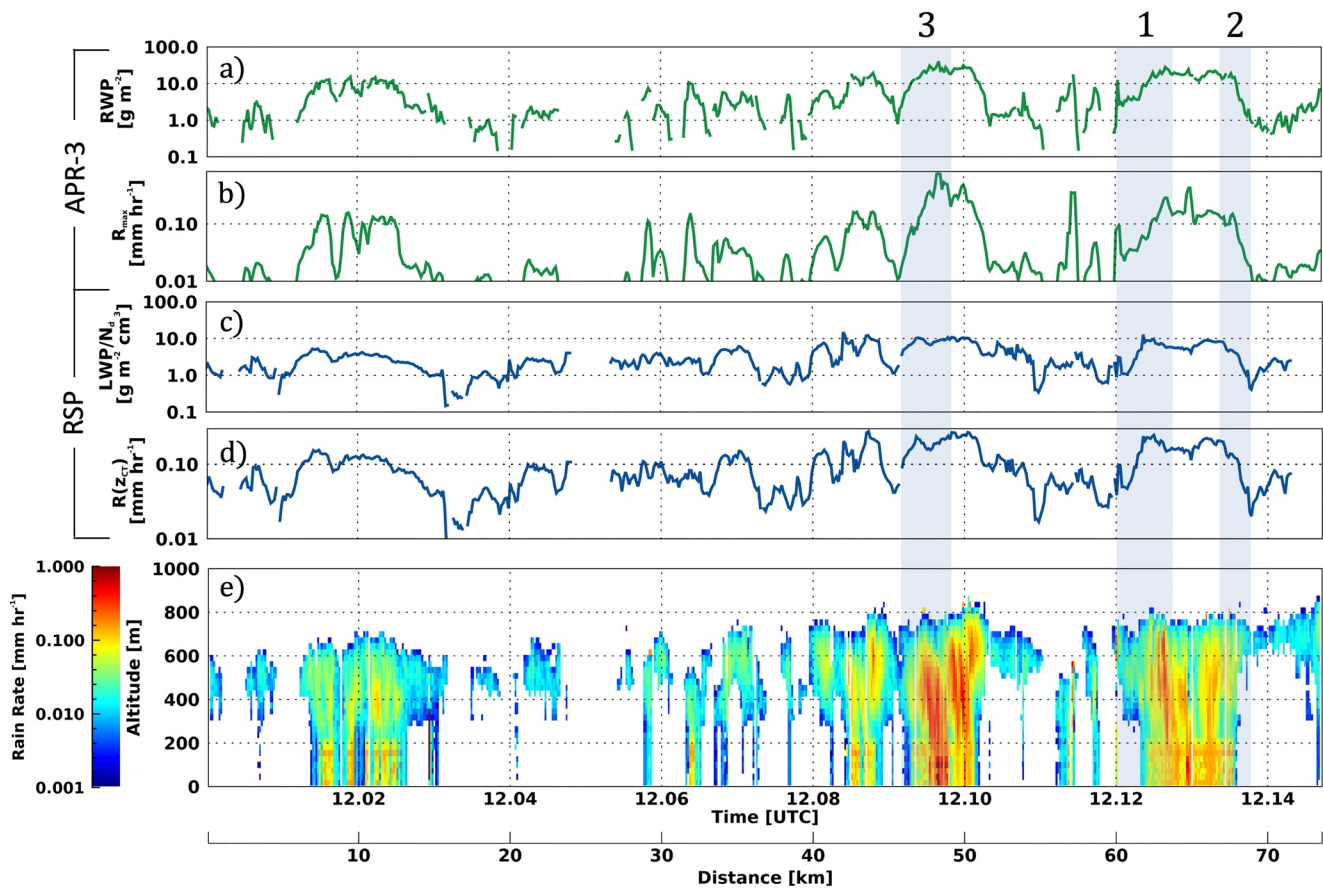 3 1 2
APR-3
RSP
a)
RWP
[g m⁻²]
100.0
10.0
1.0
0.1
b)
Rmax
[mm hr⁻¹]
0.10
0.01
c)
LWP/Nd
[g m⁻² cm³]
100.0
10.0
1.0
0.1
d)
R(zCT)
[mm hr⁻¹]
0.10
0.01
e)
Rain Rate [mm hr⁻¹]
1.000
0.100
0.010
0.001
Altitude [m]
1000
800
600
400
200
0
12.02 12.04 12.06 12.08 12.10 12.12 12.14
Time [UTC]
10 20 30 40 50 60 70
Distance [km]